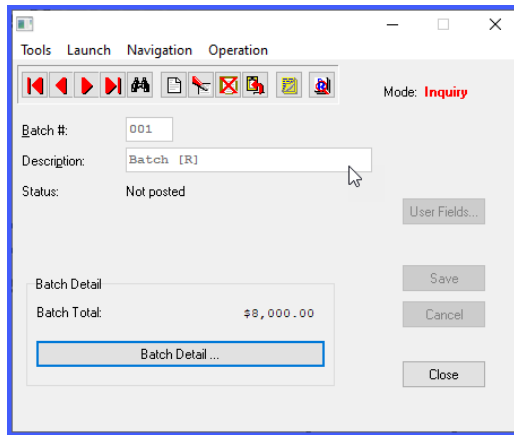 Tools Launch Navigation Operation
Mode: Inquiry
Batch #: 001
Description: Batch [R]
Status: Not posted
User Fields...
Batch Detail
Save
Batch Total: $8,000.00
Cancel
Batch Detail ...
Close